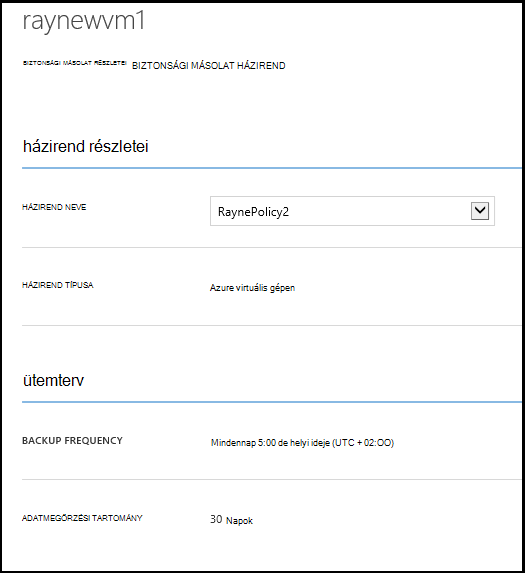 raynewvm1
BIZTONSÁGI MÁSOLAT RÉSZLETEI BIZTONSÁGI MÁSOLAT HÁZIREND
házirend részletei
HÁZIREND NEVE RaynePolicy2
HÁZIREND TÍPUSA Azure virtuális gépen
ütemterv
BACKUP FREQUENCY Mindennap 5:00 de helyi ideje (UTC + 02:OO)
ADATMEGŐRZÉSI TARTOMÁNY 30 Napok